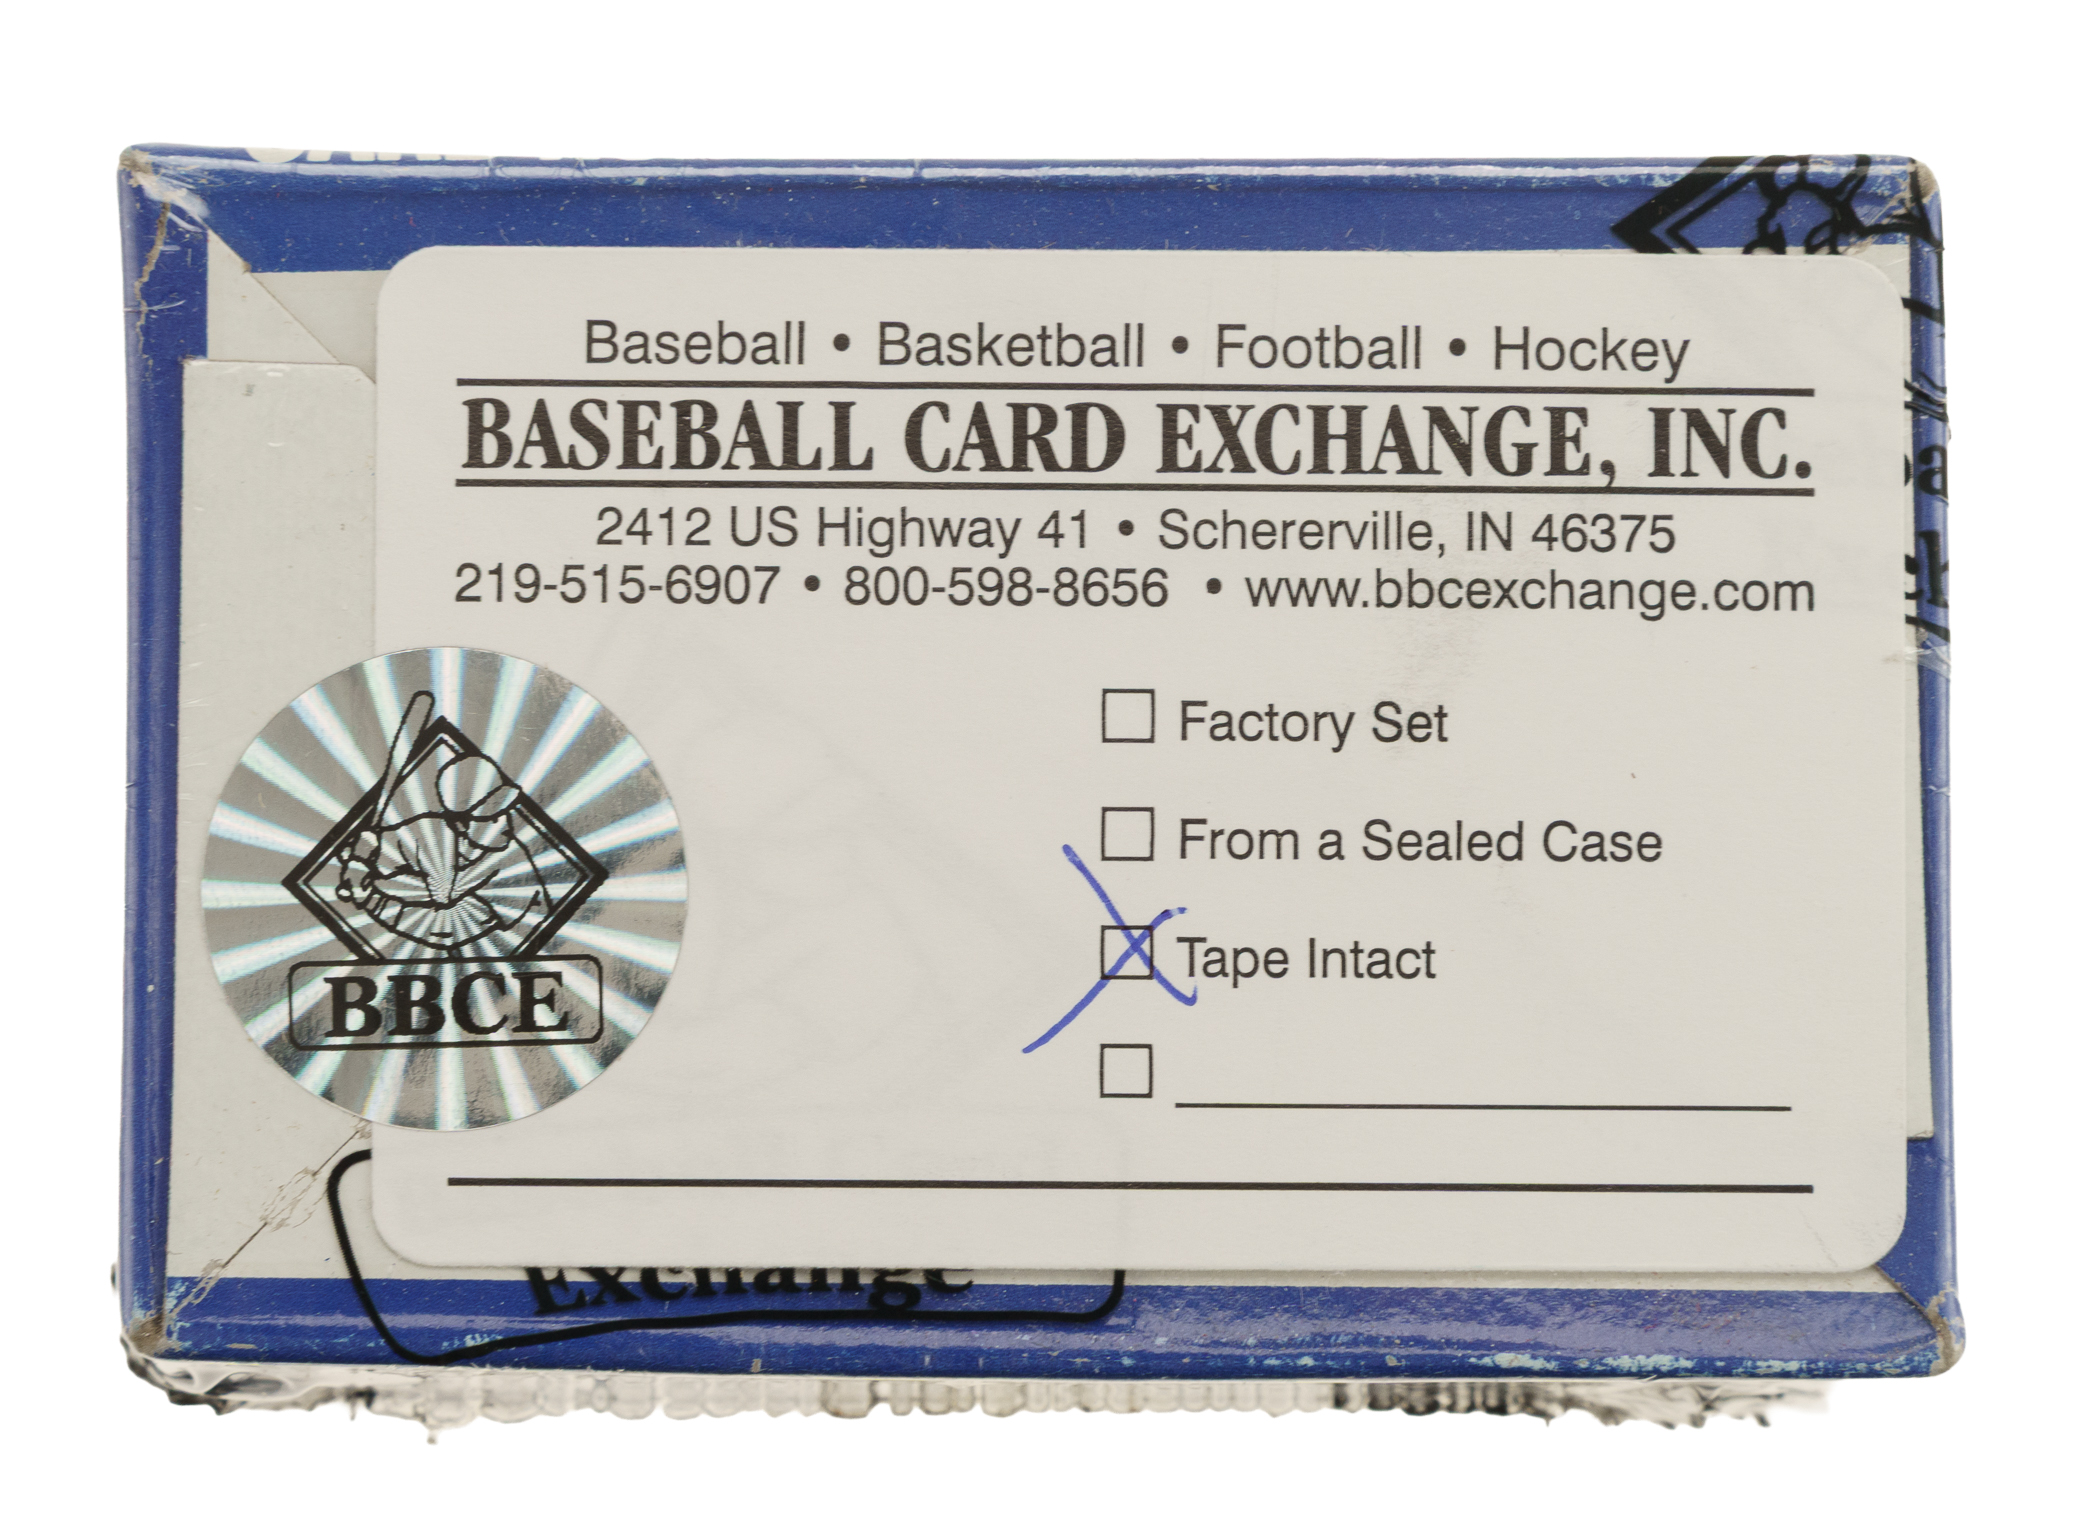 Baseball • Basketball • Football • Hockey
BASEBALL CARD EXCHANGE, INC.
2412 US Highway 41 • Schererville, IN 46375
219-515-6907 • 800-598-8656 • www.bbcexchange.com
Factory Set
From a Sealed Case
Tape Intact
BBCE
Exchange